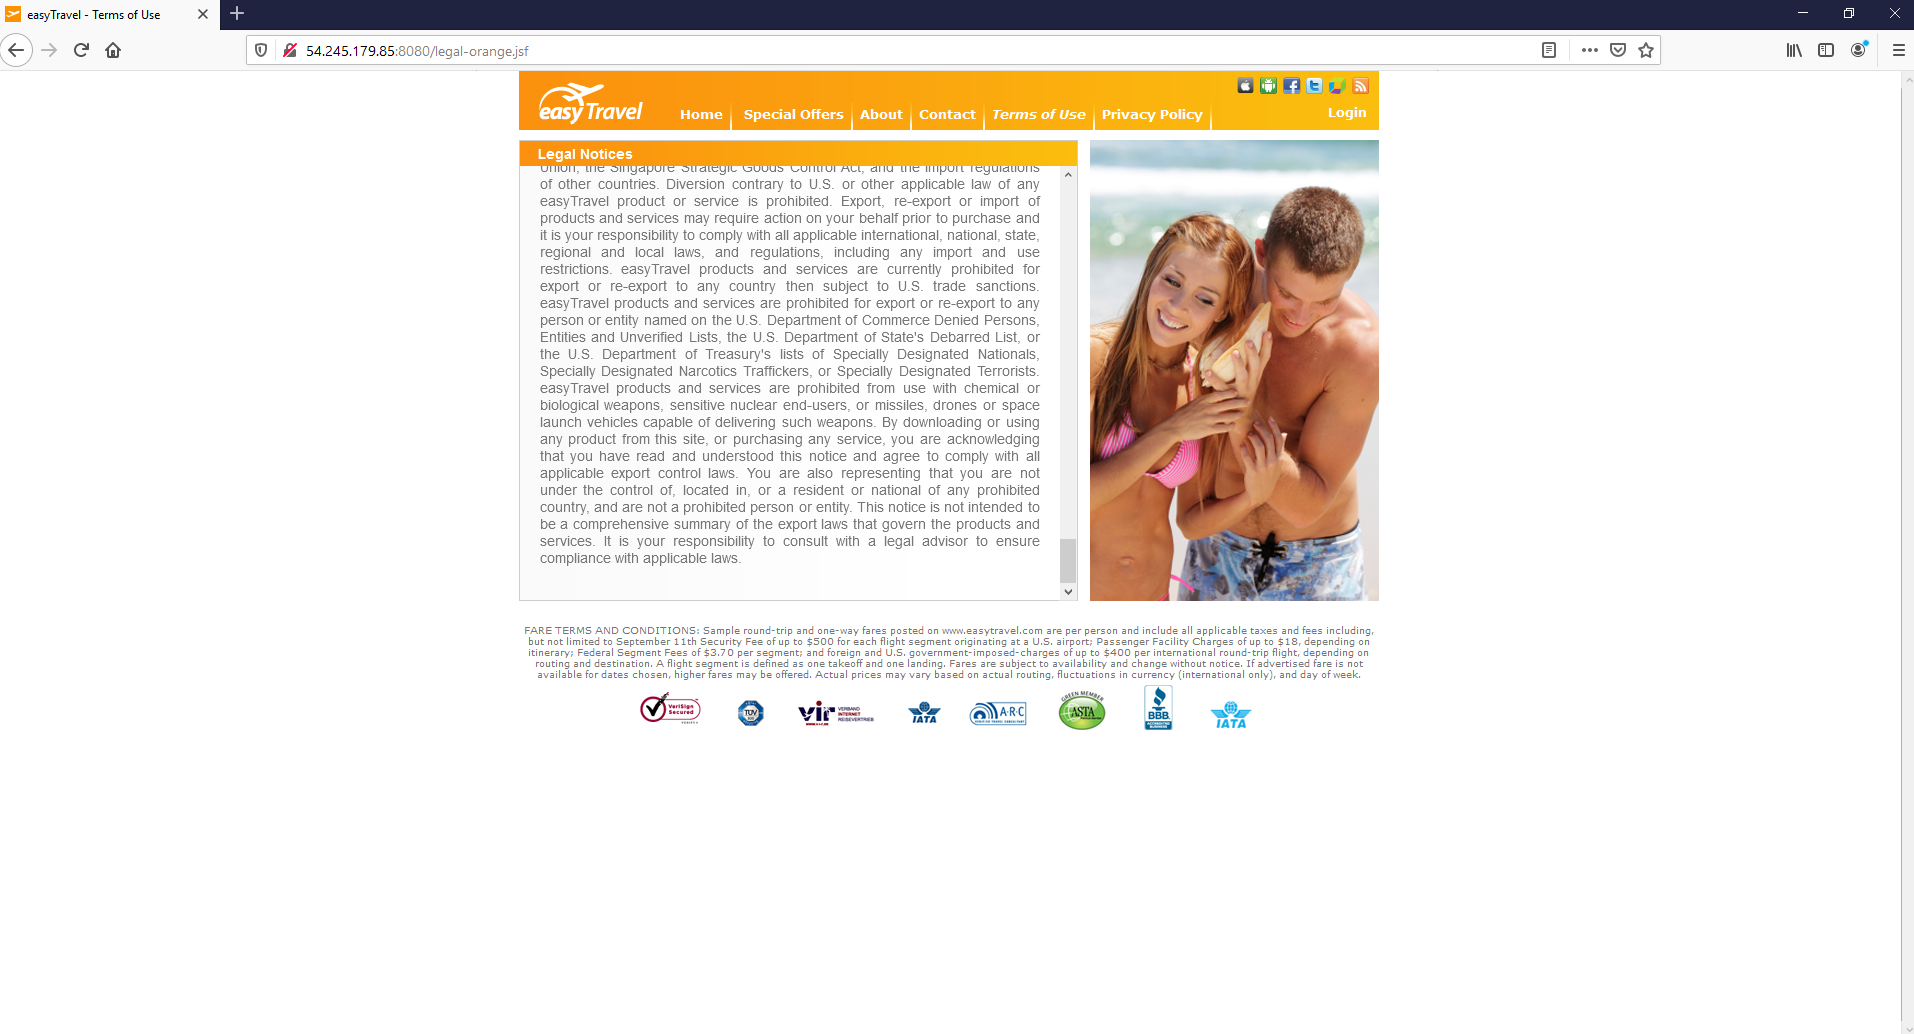 easyTravel - Terms of Use
54.245.179.85:8080/legal-orange.jsf
easyTravel
Home
Special Offers
About
Contact
Terms of Use
Privacy Policy
Login
Legal Notices
Union, the Singapore Strategic Goods Control Act, and the import regulations
of other countries. Diversion contrary to U.S. or other applicable law of any
easyTravel product or service is prohibited. Export, re-export or import of
products and services may require action on your behalf prior to purchase and
it is your responsibility to comply with all applicable international, national, state,
regional and local laws, and regulations, including any import and use
restrictions. easyTravel products and services are currently prohibited for
export or re-export to any country then subject to U.S. trade sanctions.
easyTravel products and services are prohibited for export or re-export to any
person or entity named on the U.S. Department of Commerce Denied Persons,
Entities and Unverified Lists, the U.S. Department of State's Debarred List, or
the U.S. Department of Treasury's lists of Specially Designated Nationals,
Specially Designated Narcotics Traffickers, or Specially Designated Terrorists.
easyTravel products and services are prohibited from use with chemical or
biological weapons, sensitive nuclear end-users, or missiles, drones or space
launch vehicles capable of delivering such weapons. By downloading or using
any product from this site, or purchasing any service, you are acknowledging
that you have read and understood this notice and agree to comply with all
applicable export control laws. You are also representing that you are not
under the control of, located in, or a resident or national of any prohibited
country, and are not a prohibited person or entity. This notice is not intended to
be a comprehensive summary of the export laws that govern the products and
services. It is your responsibility to consult with a legal advisor to ensure
compliance with applicable laws.
FARE TERMS AND CONDITIONS: Sample round-trip and one-way fares posted on www.easytravel.com are per person and include all applicable taxes and fees including,
but not limited to September 11th Security Fee of up to $500 for each flight segment originating at a U.S. airport; Passenger Facility Charges of up to $18, depending on
itinerary; Federal Segment Fees of $3.70 per segment; and foreign and U.S. government-imposed-charges of up to $400 per international round-trip flight, depending on
routing and destination. A flight segment is defined as one takeoff and one landing. Fares are subject to availability and change without notice. If advertised fare is not
available for dates chosen, higher fares may be offered. Actual prices may vary based on actual routing, fluctuations in currency (international only), and day of week.
VeriSign
Secured
TÜV
vir
VERBAND
INTERNET
REISEVERTRIEB
IATA
A·R·C
GREEN MEMBER
ASTA
BBB
ACCREDITED
BUSINESS
IATA